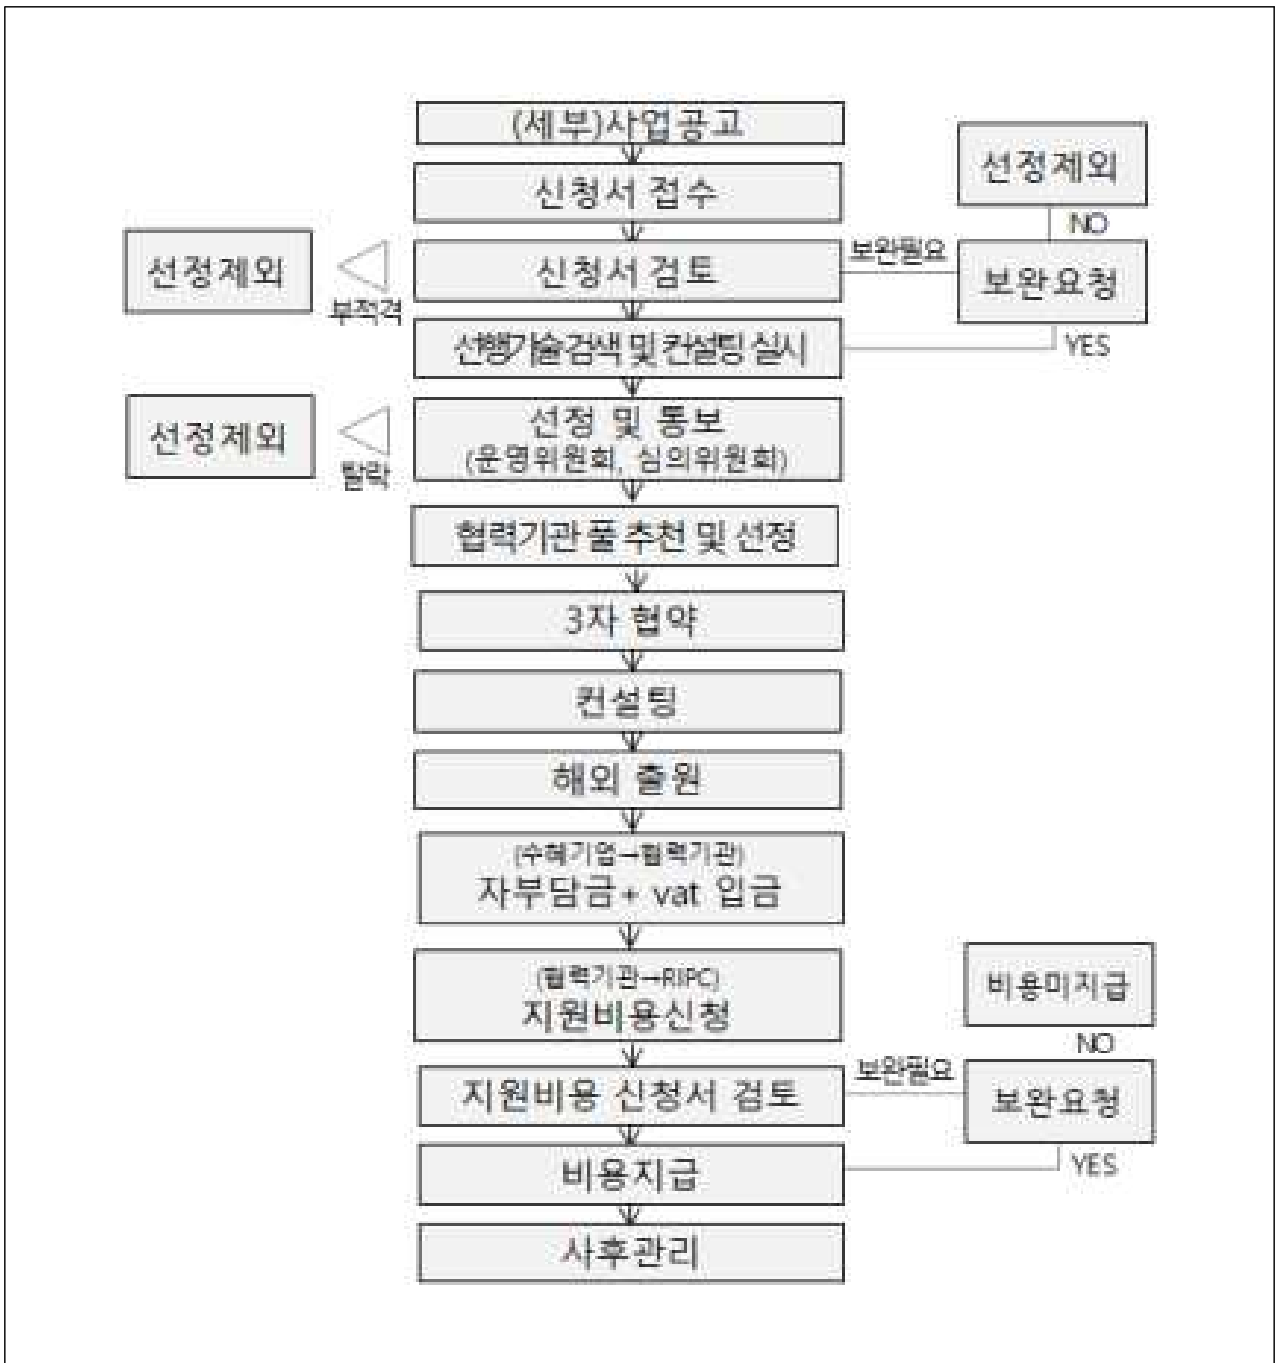 (세부)사업공고
선정제외
신청서 접수
NO
선정제외
부적격
신청서 검토
보완필요
보완요청
선행기술검색 및 컨설팅 실시
YES
선정제외
탈락
선정 및 통보
(운영위원회, 심의위원회)
협력기관 풀 추천 및 선정
3자 협약
컨설팅
해외 출원
(수혜기업→협력기관)
자부담금+ vat 입금
(협력기관→RIPC)
지원비용신청
비용미지급
NO
지원비용 신청서 검토
보완필요
보완요청
비용지급
YES
사후관리